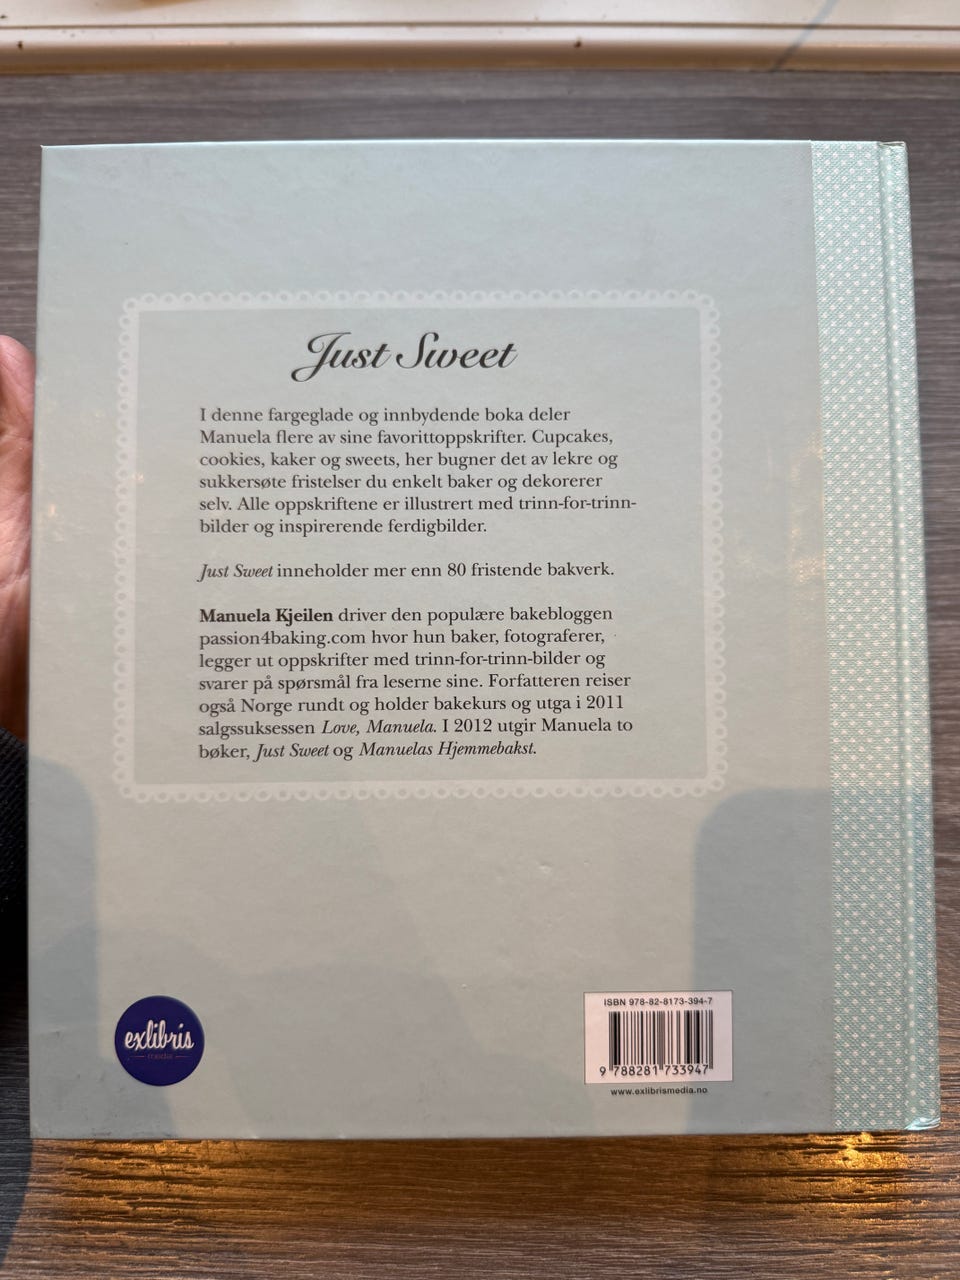 Just Sweet
I denne fargeglade og innbydende boka deler
Manuela flere av sine favorittoppskrifter. Cupcakes,
cookies, kaker og sweets, her bugner det av lekre og
sukkersøte fristelser du enkelt baker og dekorerer
selv. Alle oppskriftene er illustrert med trinn-for-trinn-
bilder og inspirerende ferdigbilder.
Just Sweet inneholder mer enn 80 fristende bakverk.
Manuela Kjeilen driver den populære bakebloggen
passion4baking.com hvor hun baker, fotograferer,
legger ut oppskrifter med trinn-for-trinn-bilder og
svarer på spørsmål fra leserne sine. Forfatteren reiser
også Norge rundt og holder bakekurs og utga i 2011
salgssuksessen Love, Manuela. I 2012 utgir Manuela to
bøker, Just Sweet og Manuelas Hjemmebakst.
exlibris
media
ISBN 978-82-8173-394-7
9 788281 733947
www.exlibrismedia.no